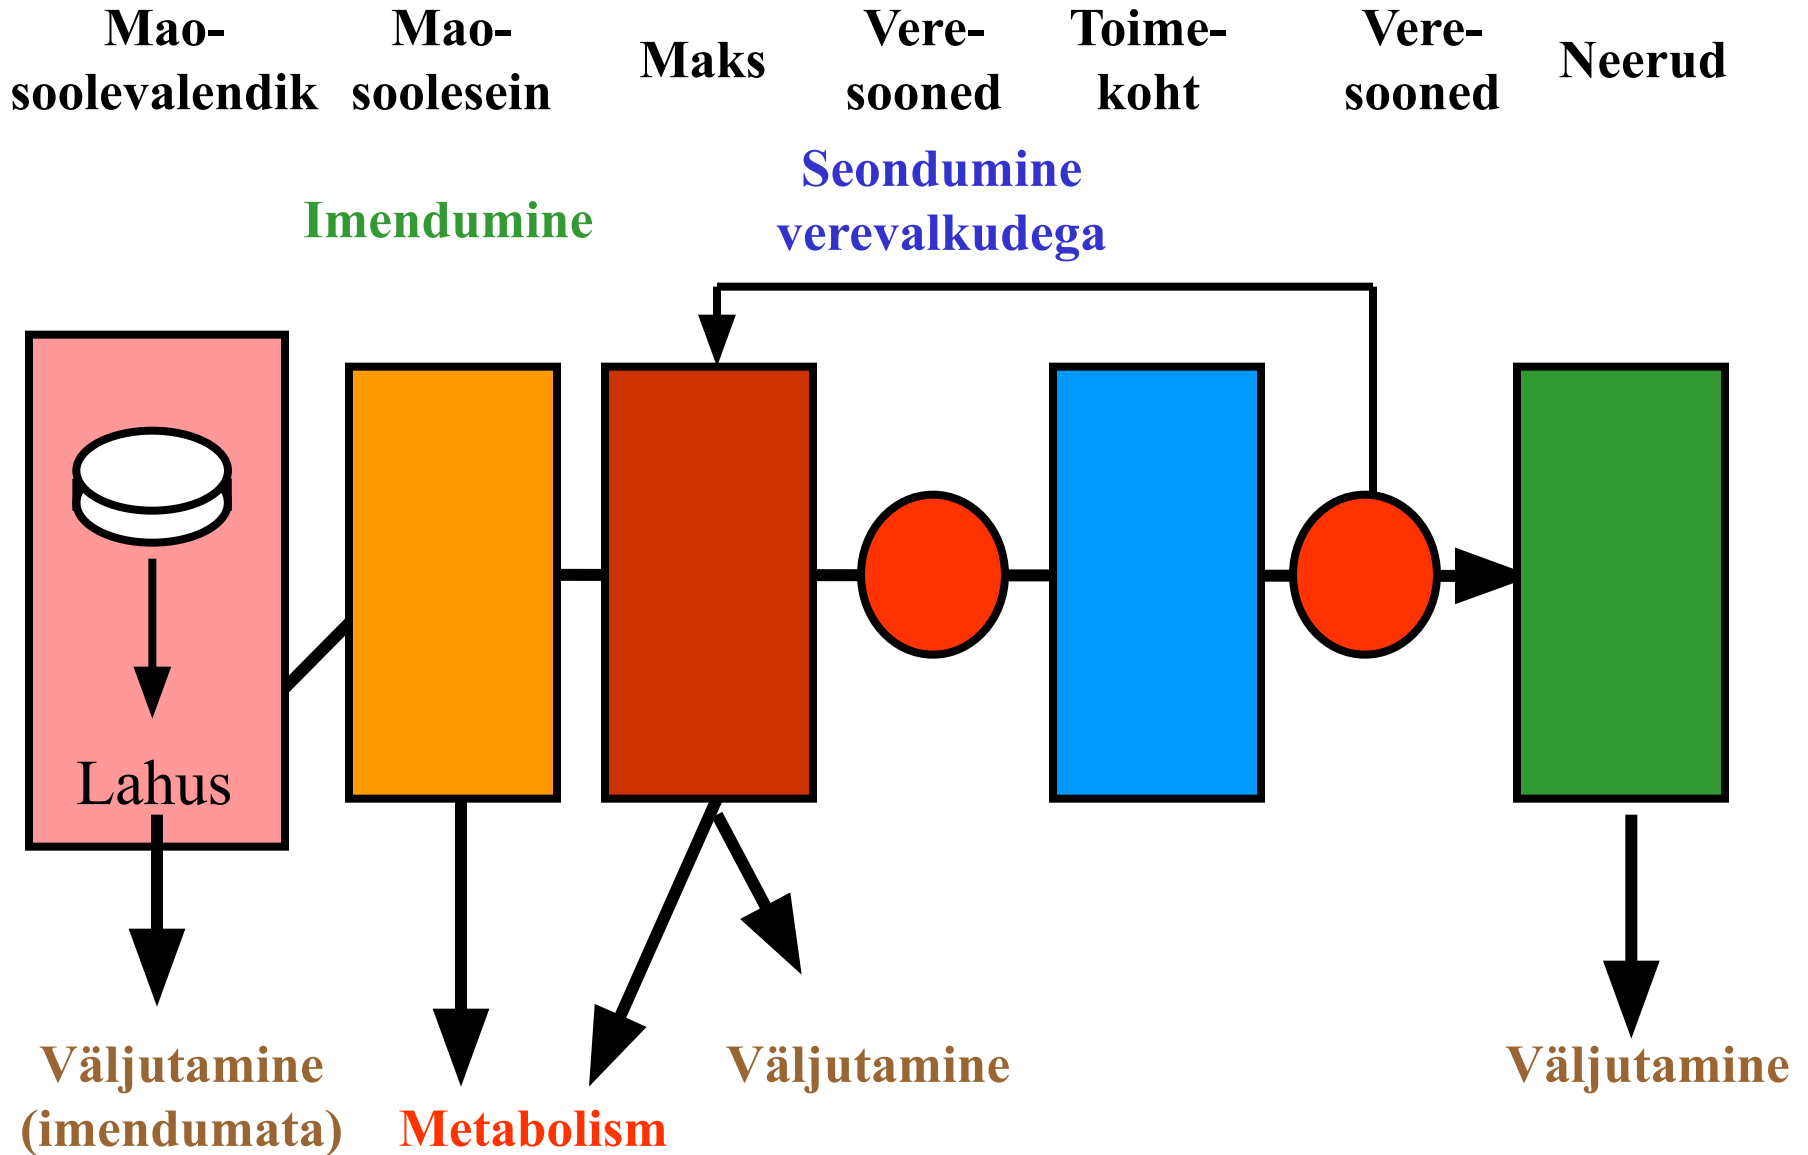 Mao-
soolevalendik
Mao-
soolesein
Maks
Vere-
sooned
Toime-
koht
Vere-
sooned
Neerud
Imendumine
Seondumine
verevalkudega
Lahus
Väljutamine
(imendumata)
Metabolism
Väljutamine
Väljutamine